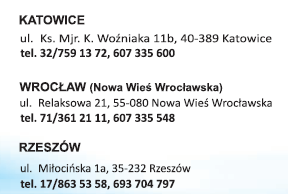 KATOWICE
ul. Ks. Mjr. K. Woźniaka 11b, 40-389 Katowice
tel. 32/759 13 72, 607 335 600
WROCŁAW (Nowa Wieś Wrocławska)
ul. Relaksowa 21, 55-080 Nowa Wieś Wrocławska
tel. 71/361 21 11, 607 335 548
RZESZÓW
ul. Miłocińska 1a, 35-232 Rzeszów
tel. 17/863 53 58, 693 704 797